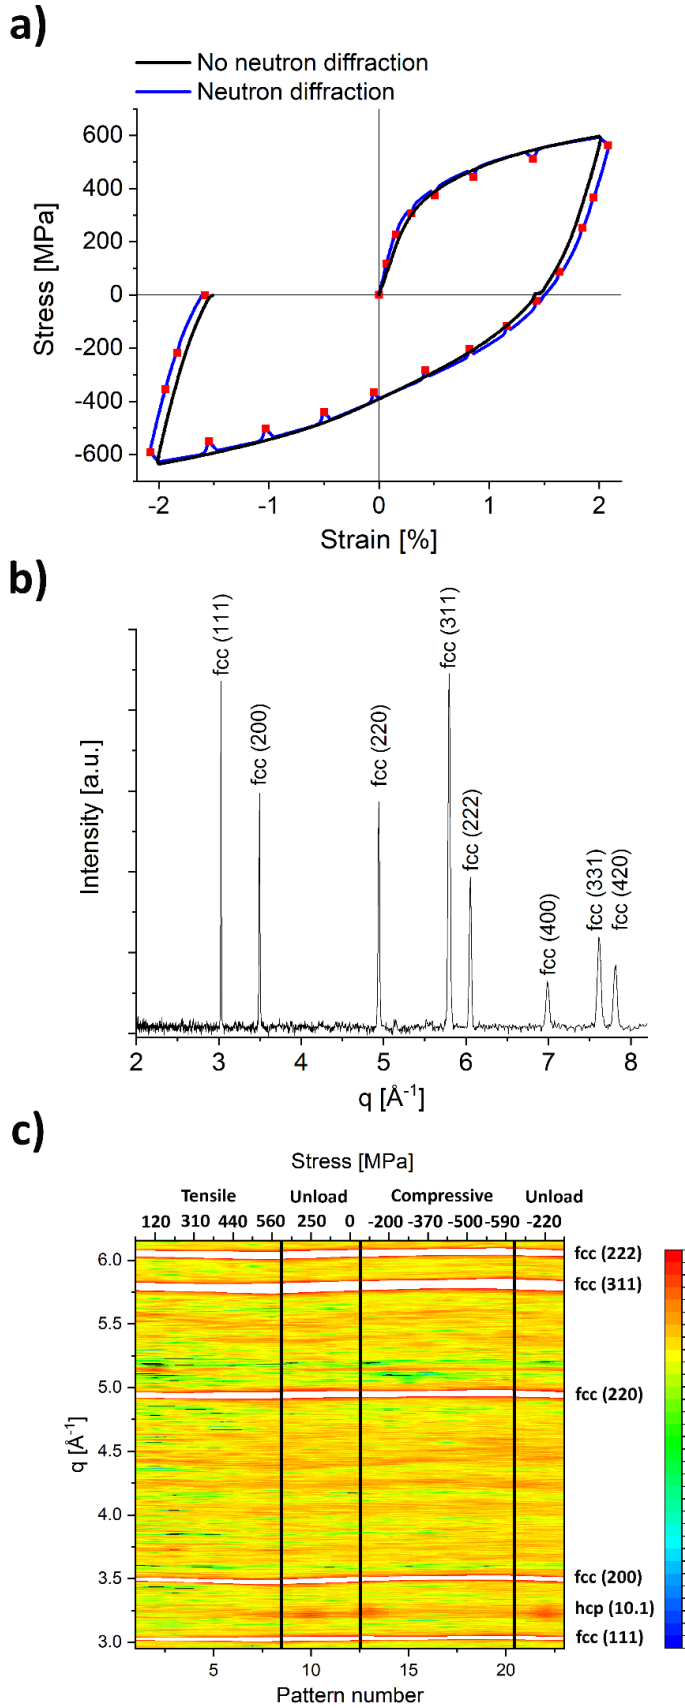 a)
No neutron diffraction
Neutron diffraction
600
400
200
0
-200
-400
-600
Stress [MPa]
-2 -1 0 1 2
Strain [%]
b)
fcc (111)
fcc (200)
fcc (220)
fcc (311)
fcc (222)
fcc (400)
fcc (331)
fcc (420)
Intensity [a.u.]
2 3 4 5 6 7 8
q [Å⁻¹]
c)
Stress [MPa]
Tensile Unload Compressive Unload
120 310 440 560 250 0 -200 -370 -500 -590 -220
6.0
5.5
5.0
4.5
4.0
3.5
3.0
q [Å⁻¹]
fcc (222)
fcc (311)
fcc (220)
fcc (200)
hcp (10.1)
fcc (111)
5 10 15 20
Pattern number